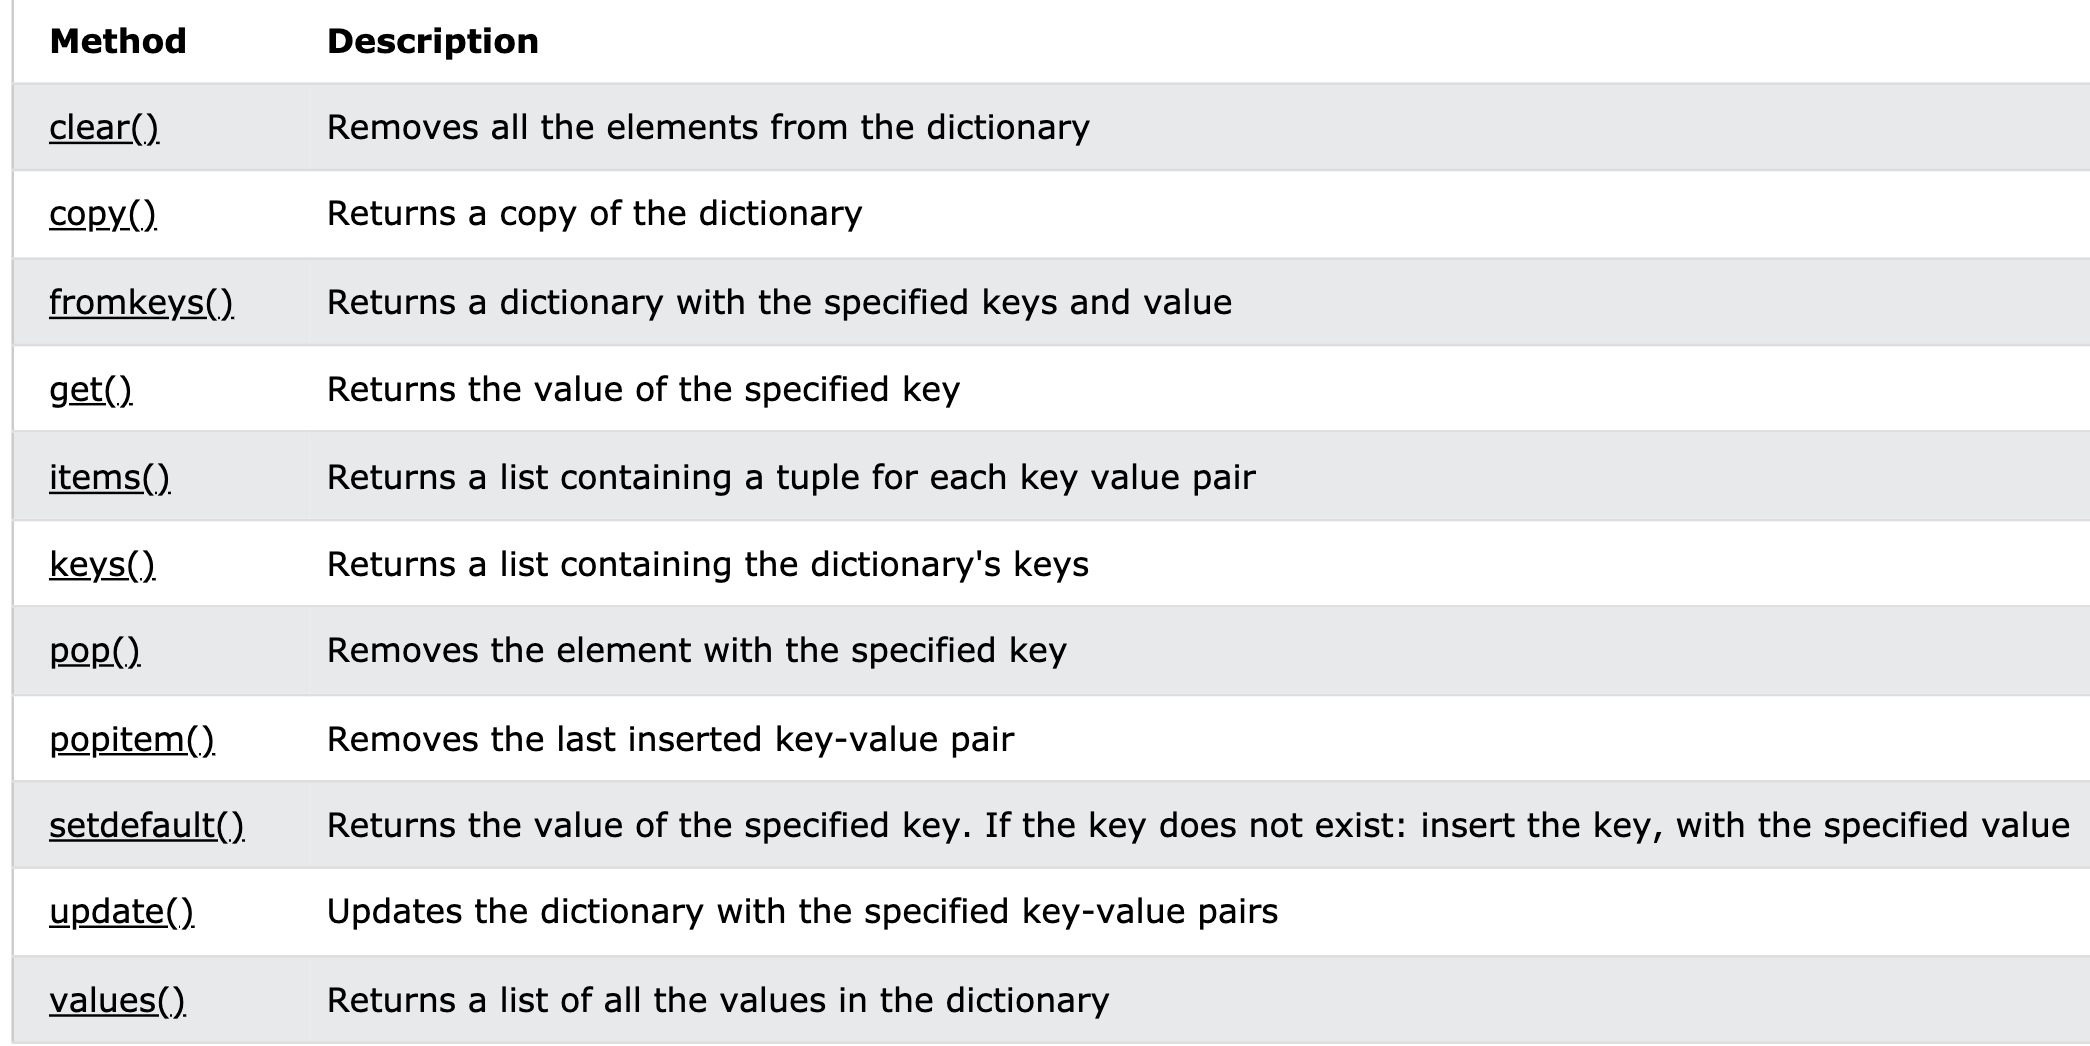 Method Description
clear() Removes all the elements from the dictionary
copy() Returns a copy of the dictionary
fromkeys() Returns a dictionary with the specified keys and value
get() Returns the value of the specified key
items() Returns a list containing a tuple for each key value pair
keys() Returns a list containing the dictionary's keys
pop() Removes the element with the specified key
popitem() Removes the last inserted key-value pair
setdefault() Returns the value of the specified key. If the key does not exist: insert the key, with the specified value
update() Updates the dictionary with the specified key-value pairs
values() Returns a list of all the values in the dictionary